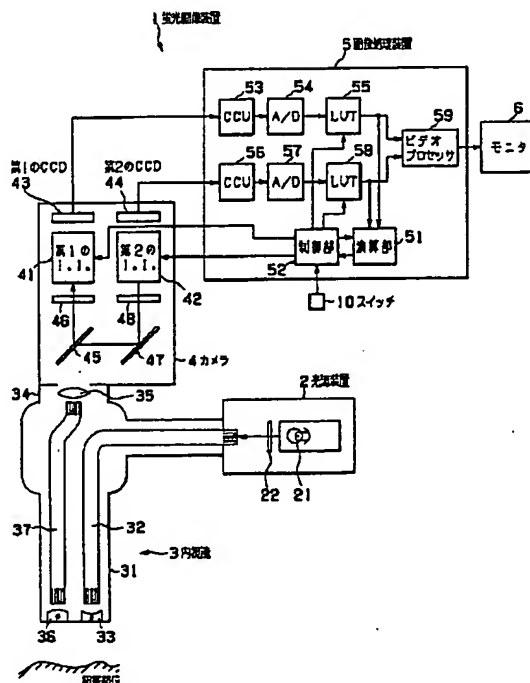 1 蛍光観察装置
5 画像処理装置
53
54
55
CCU
A/D
LUT
59
6
ビデオ
プロセッサ
モニタ
56
57
58
CCU
A/D
LUT
第1のCCD
43
第2のCCD
44
制御部
52
演算部
51
10 スイッチ
41
第1の
I.I.
第2の
I.I.
42
46
48
45
47
4 カメラ
34
35
2 光源装置
22
21
37
32
3 内視鏡
31
36
33